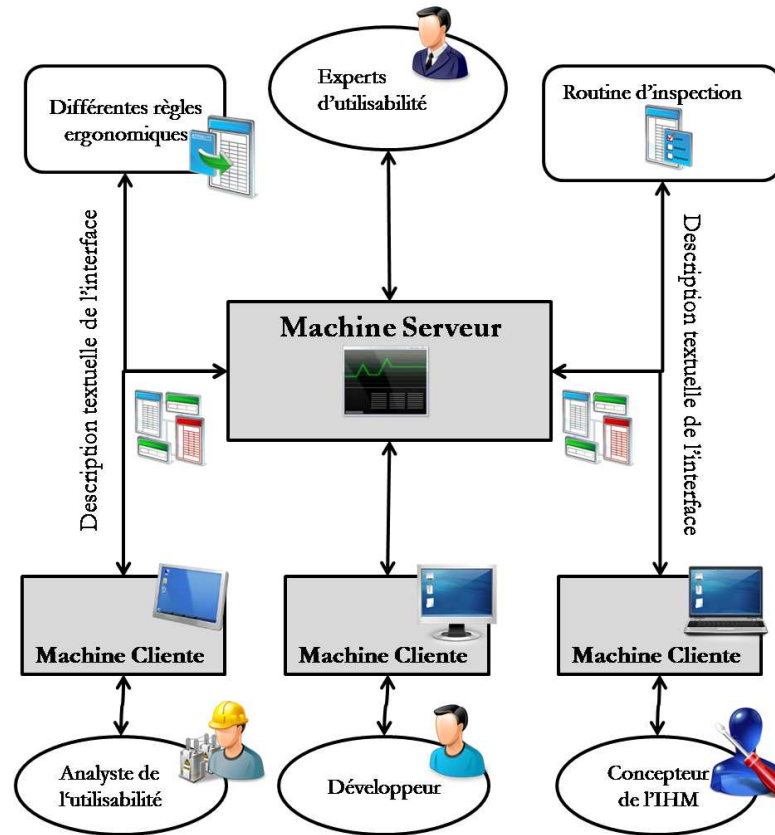 Experts
d'utilisabilité
Différentes règles
ergonomiques
Routine d'inspection
Description textuelle de l'interface
Description textuelle de l'interface
Machine Serveur
Machine Cliente
Machine Cliente
Machine Cliente
Analyste de
l'utilisabilité
Développeur
Concepteur
de l'IHM